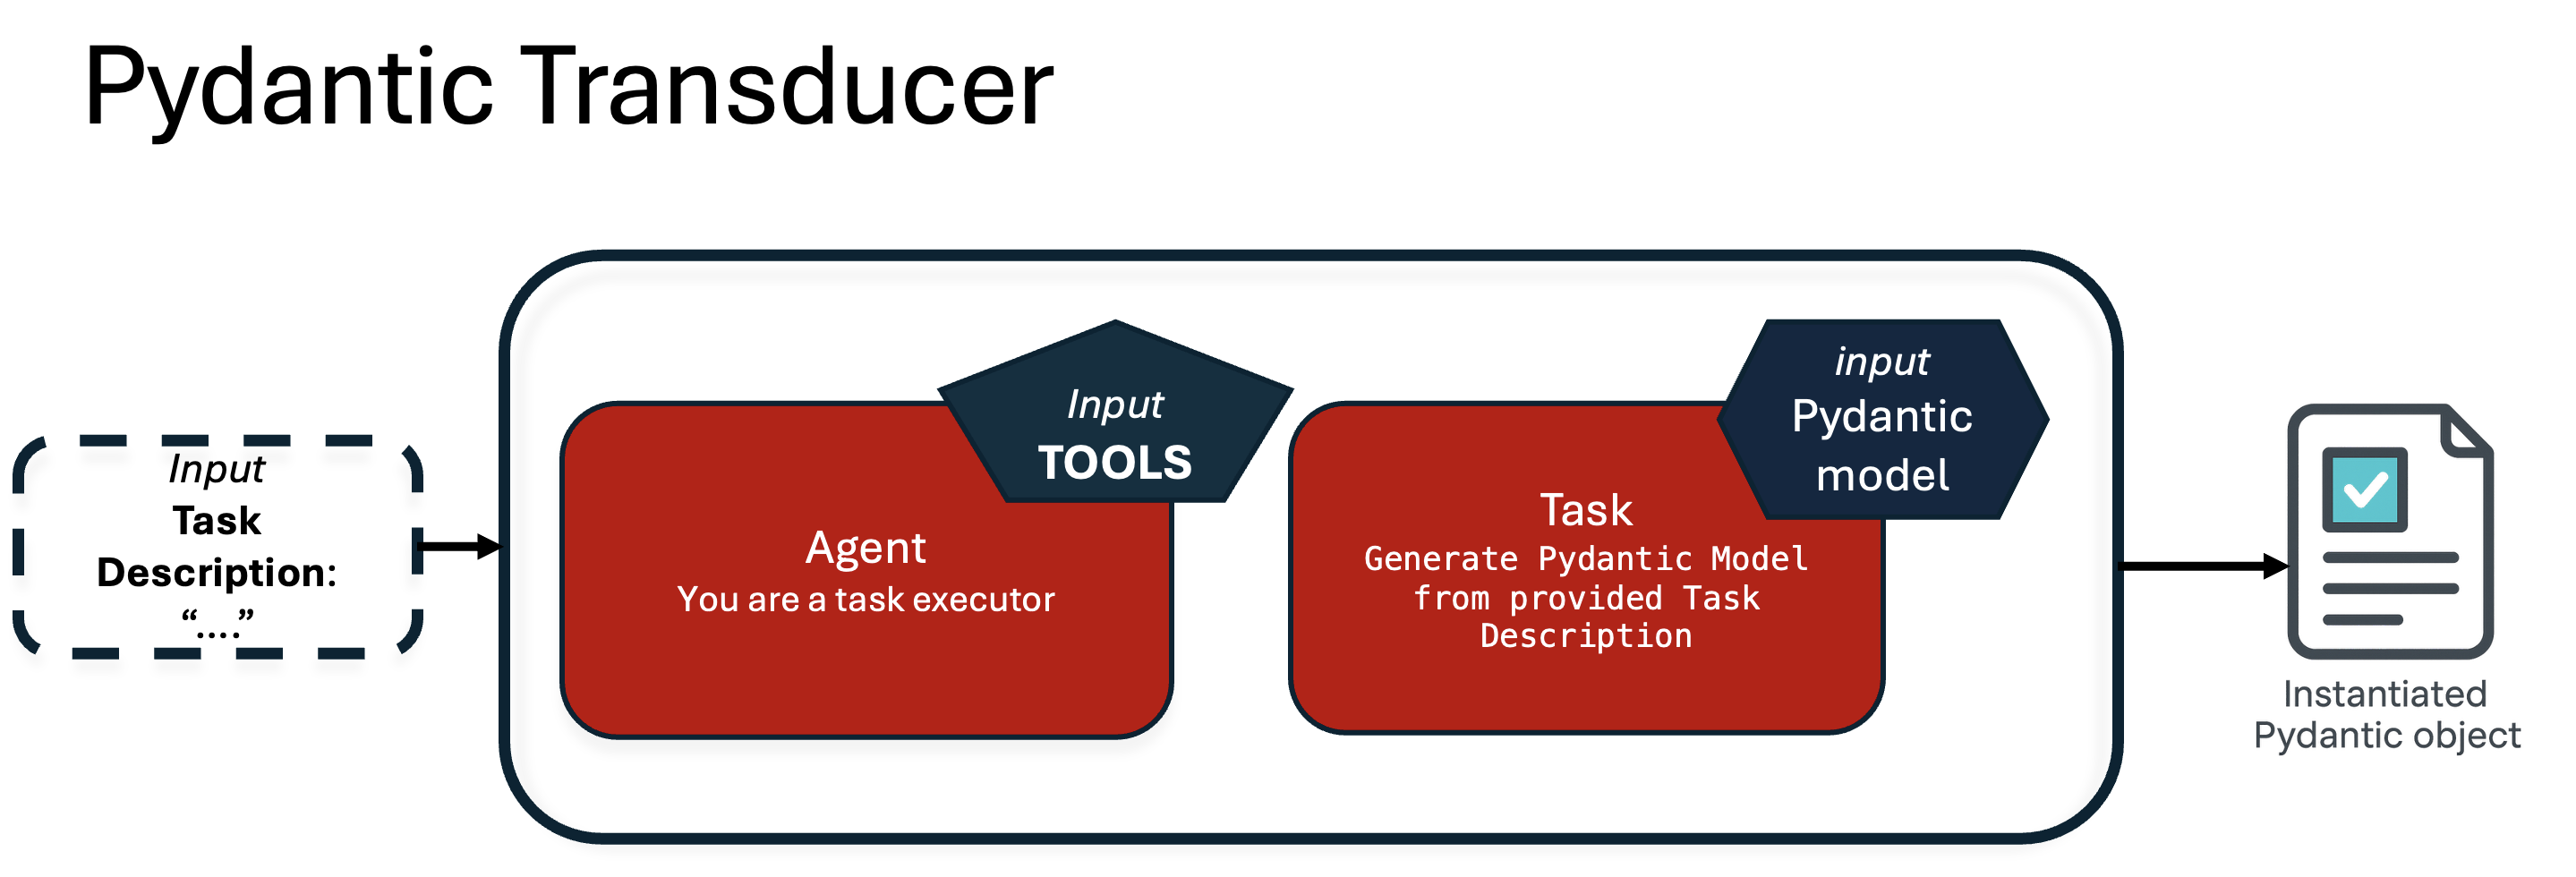 Pydantic Transducer
Input
Task
Description:
“....”
Input
TOOLS
Agent
You are a task executor
input
Pydantic
model
Task
Generate Pydantic Model
from provided Task
Description
Instantiated
Pydantic object